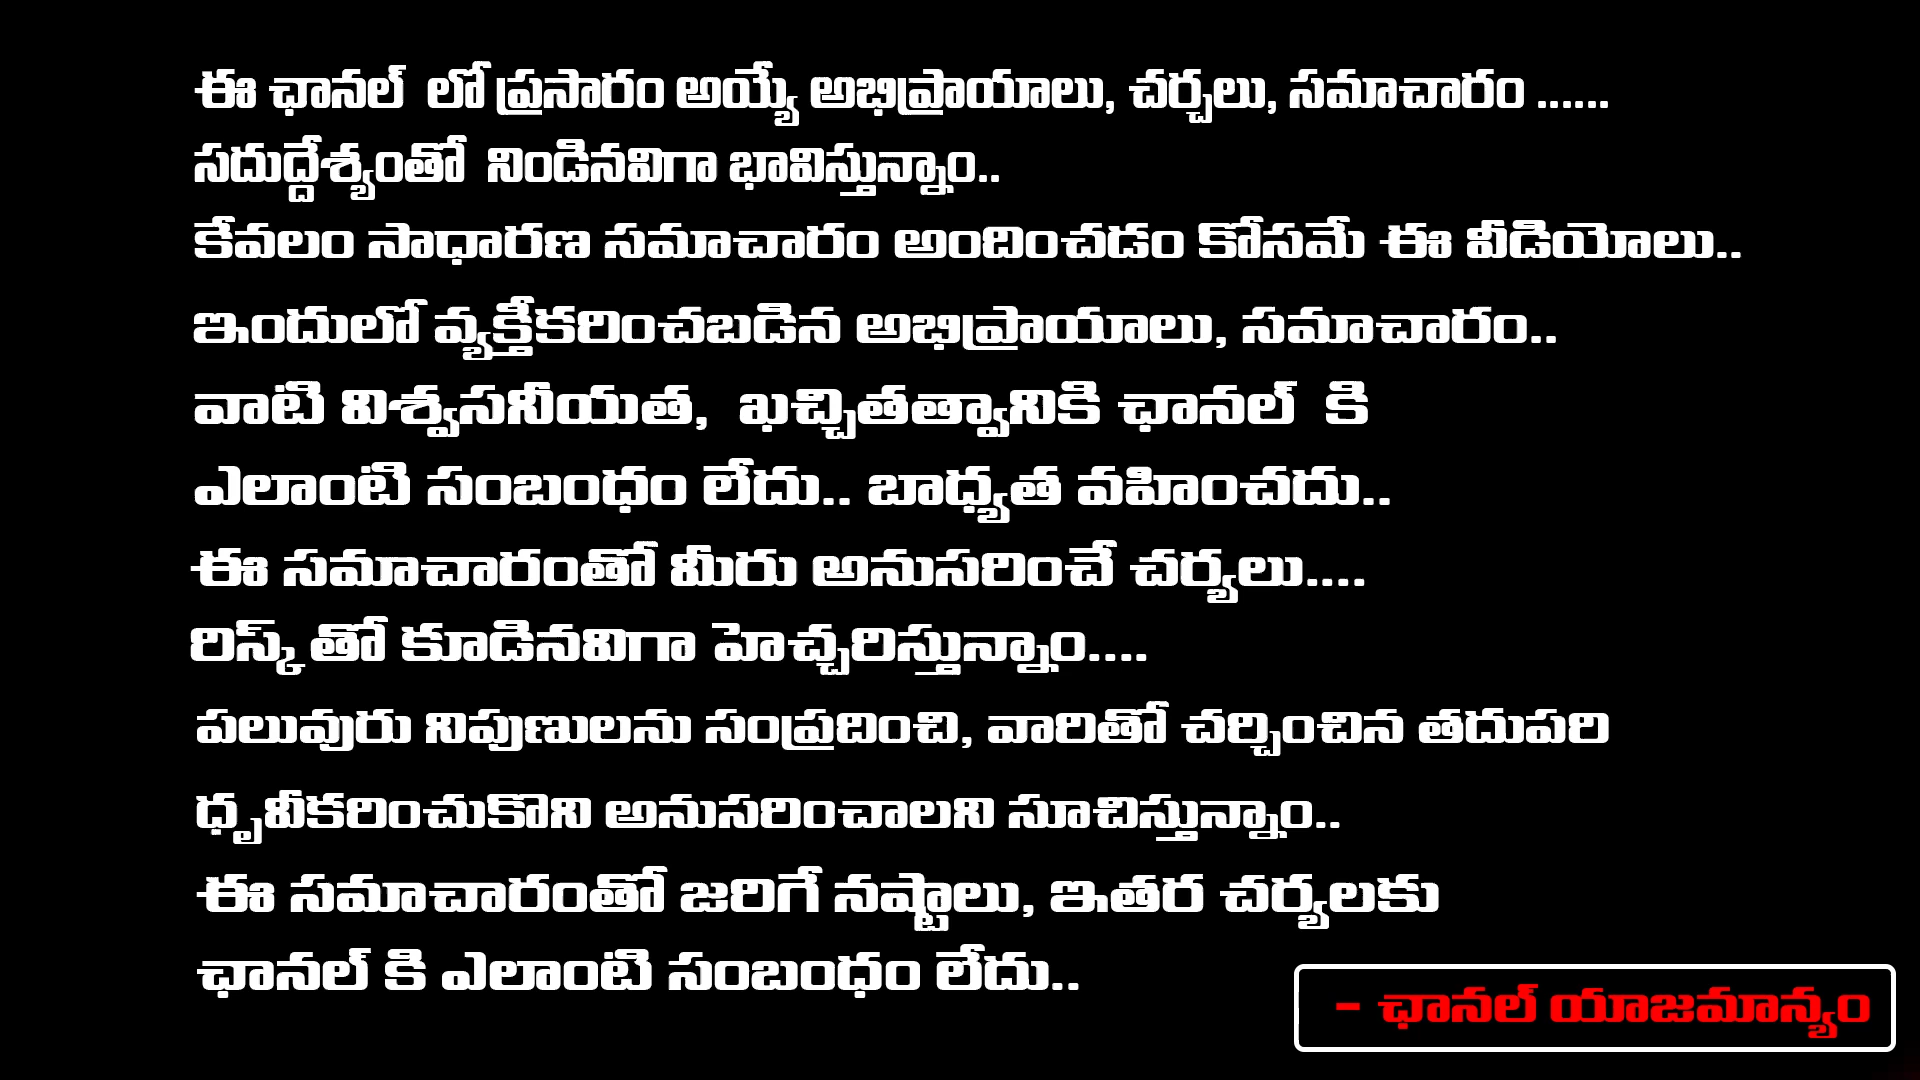 ఈ ఛానల్ లో ప్రసారం అయ్యే అభిప్రాయాలు, చర్చలు, సమాచారం ......
సదుద్దేశ్యంతో నిండినవిగా భావిస్తున్నాం..
కేవలం సాధారణ సమాచారం అందించడం కోసమే ఈ వీడియోలు..
ఇందులో వ్యక్తీకరించబడిన అభిప్రాయాలు, సమాచారం..
వాటి విశ్వసనీయత, ఖచ్చితత్వానికి ఛానల్ కి
ఎలాంటి సంబంధం లేదు.. బాధ్యత వహించదు..
ఈ సమాచారంతో మీరు అనుసరించే చర్యలు....
రిస్క్ తో కూడినవిగా హెచ్చరిస్తున్నాం....
పలువురు నిపుణులను సంప్రదించి, వారితో చర్చించిన తదుపరి
ధృవీకరించుకొని అనుసరించాలని సూచిస్తున్నాం..
ఈ సమాచారంతో జరిగే నష్టాలు, ఇతర చర్యలకు
ఛానల్ కి ఎలాంటి సంబంధం లేదు..
- ఛానల్ యాజమాన్యం